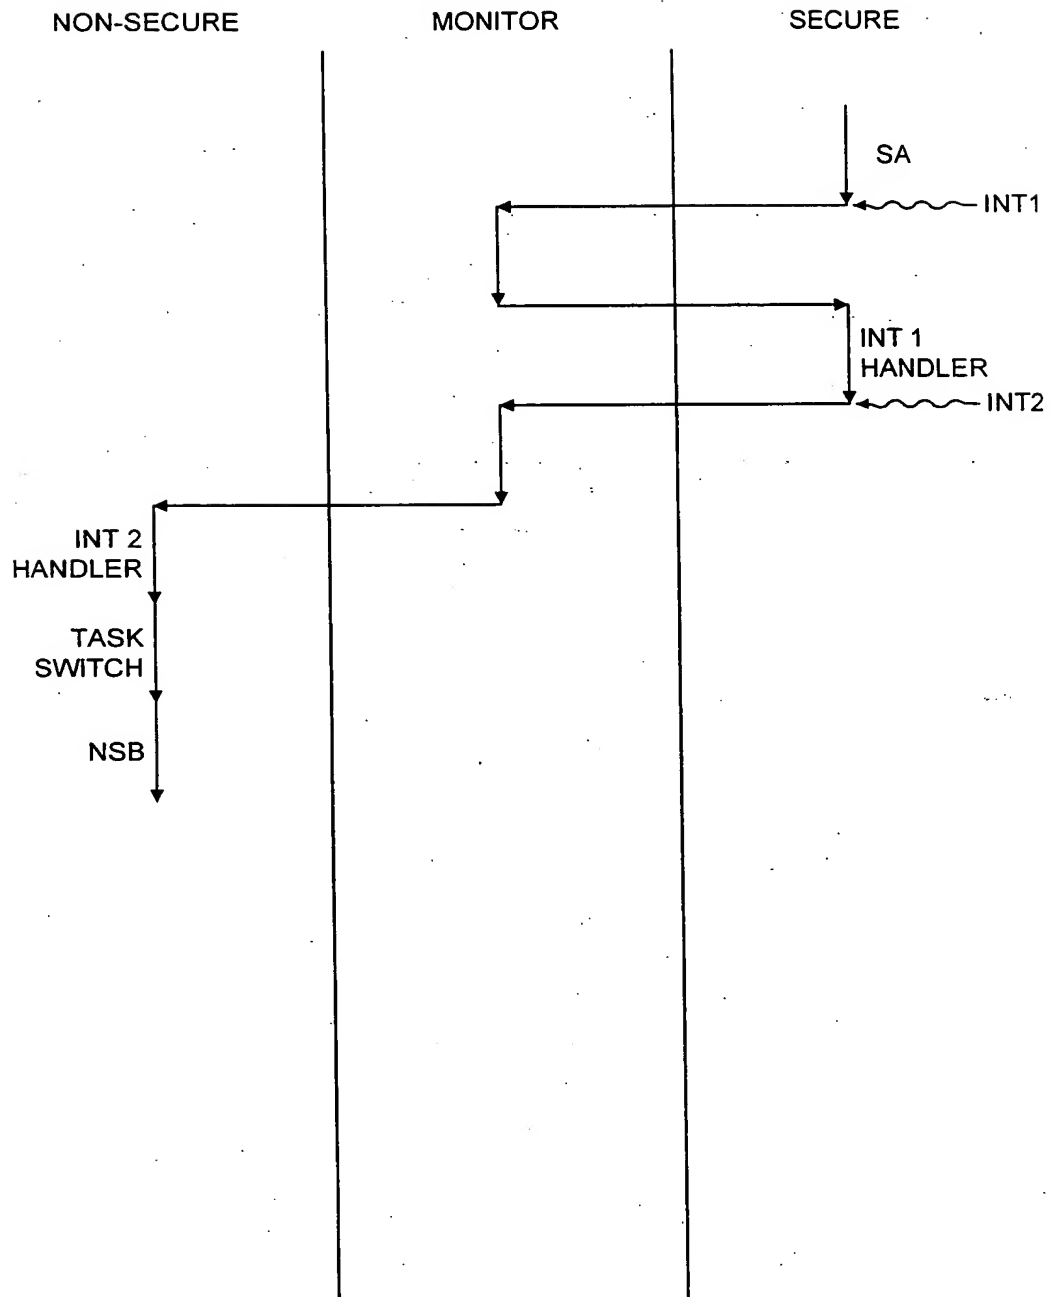 NON-SECURE
MONITOR
SECURE
SA
INT1
INT 1
HANDLER
INT2
INT 2
HANDLER
TASK
SWITCH
NSB